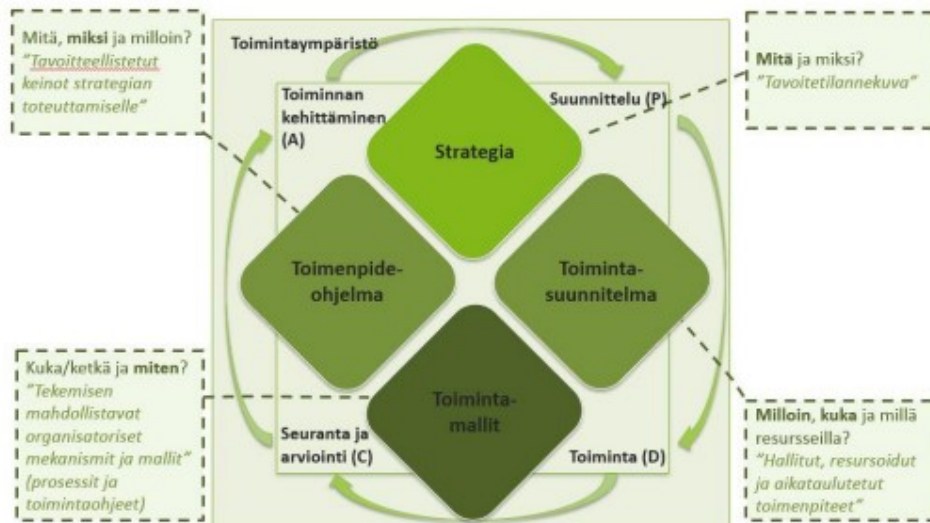 Mitä, miksi ja milloin?
"Tavoitteellistetut
keinot strategian
toteuttamiselle"
Toimintaympäristö
Mitä ja miksi?
"Tavoitetilannekuva"
Toiminnan
kehittäminen
(A)
Suunnittelu (P)
Strategia
Toimenpide-
ohjelma
Toiminta-
suunnitelma
Toiminta-
mallit
Kuka/ketkä ja miten?
"Tekemisen
mahdollistavat
organisatoriset
mekanismit ja mallit"
(prosessit ja
toimintaohjeet)
Seuranta ja
arviointi (C)
Toiminta (D)
Milloin, kuka ja millä
resursseilla?
"Hallitut, resursoidut
ja aikataulutetut
toimenpiteet"